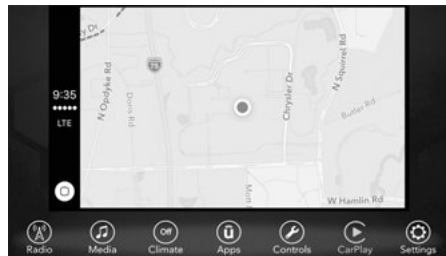 y Dr
75
9:35
LTE
N Opdyke Rd
Doris Rd
Chrysler Dr
N Squirrel Rd
Butler Rd
W Hamlin Rd
Off
ū
Radio
Media
Climate
Apps
Controls
CarPlay
Settings